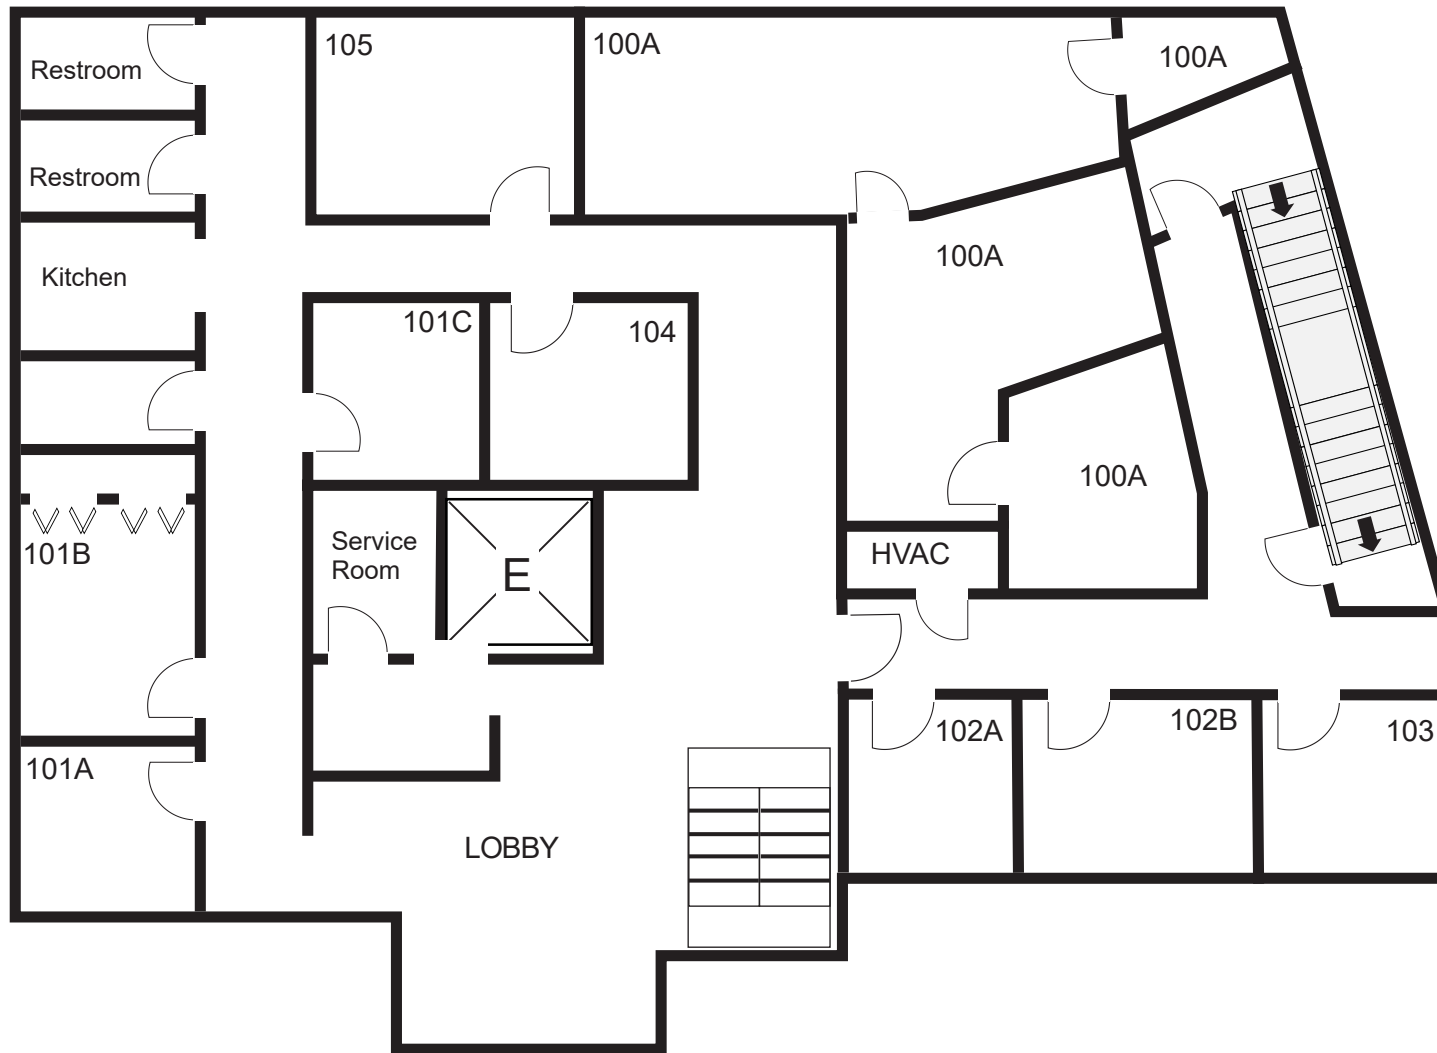 105
100A
100A
Restroom
Restroom
100A
Kitchen
101C
104
100A
101B
Service
Room
E
HVAC
102A
102B
103
101A
LOBBY